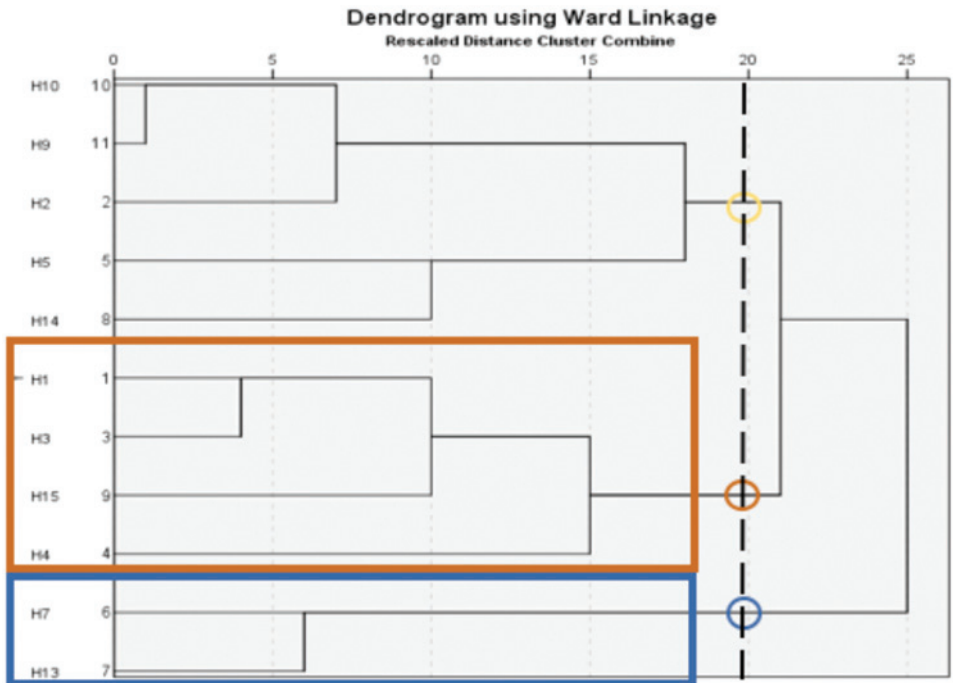 Dendrogram using Ward Linkage
Rescaled Distance Cluster Combine
0 5 10 15 20 25
H10 10
H9 11
H2 2
H5 5
H14 8
H1 1
H3 3
H15 9
H4 4
H7 6
H13 7